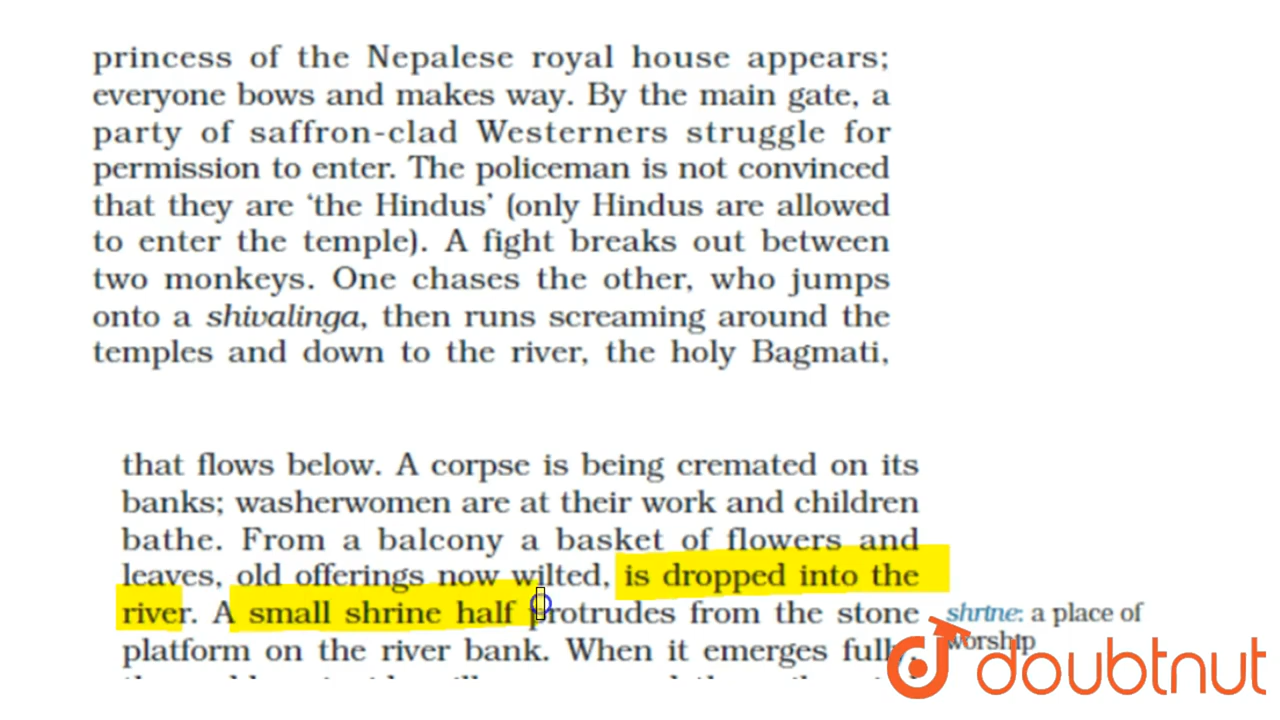 princess of the Nepalese royal house appears;
everyone bows and makes way. By the main gate, a
party of saffron-clad Westerners struggle for
permission to enter. The policeman is not convinced
that they are ‘the Hindus’ (only Hindus are allowed
to enter the temple). A fight breaks out between
two monkeys. One chases the other, who jumps
onto a shivalinga, then runs screaming around the
temples and down to the river, the holy Bagmati,
that flows below. A corpse is being cremated on its
banks; washerwomen are at their work and children
bathe. From a balcony a basket of flowers and
leaves, old offerings now wilted, is dropped into the
river. A small shrine half protrudes from the stone
platform on the river bank. When it emerges fully,
shrine: a place of
worship
doubtnut